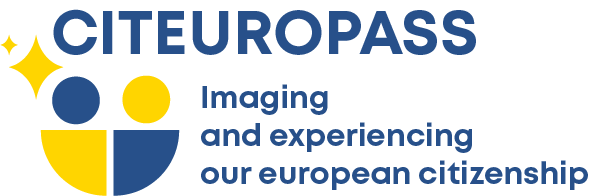 CITEUROPASS
Imaging
and experiencing
our european citizenship